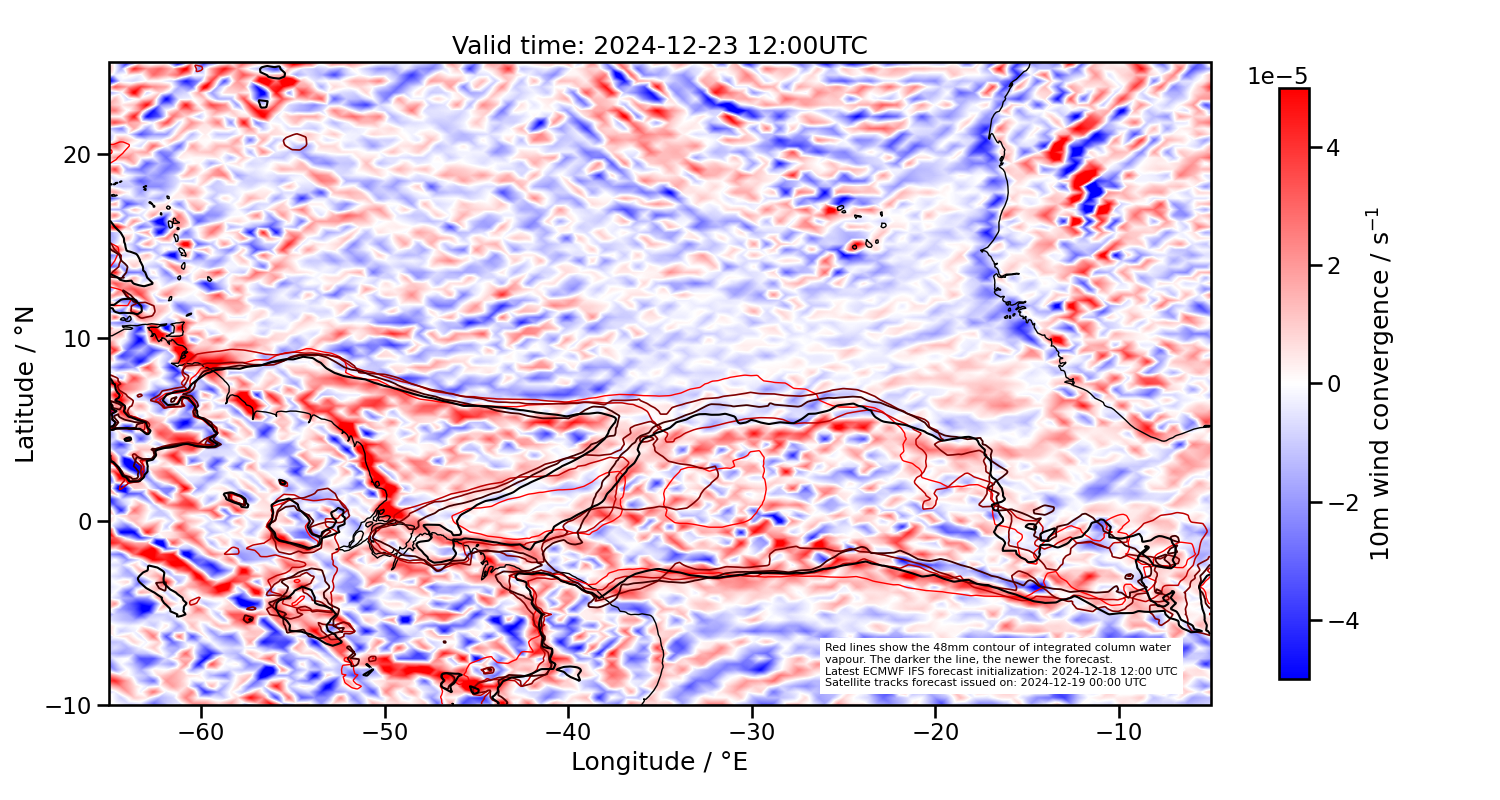 Valid time: 2024-12-23 12:00UTC
1e−5
20
10
0
−10
Latitude / °N
−60
−50
−40
−30
−20
−10
Longitude / °E
4
2
0
−2
−4
10m wind convergence / s⁻¹
Red lines show the 48mm contour of integrated column water
vapour. The darker the line, the newer the forecast.
Latest ECMWF IFS forecast initialization: 2024-12-18 12:00 UTC
Satellite tracks forecast issued on: 2024-12-19 00:00 UTC